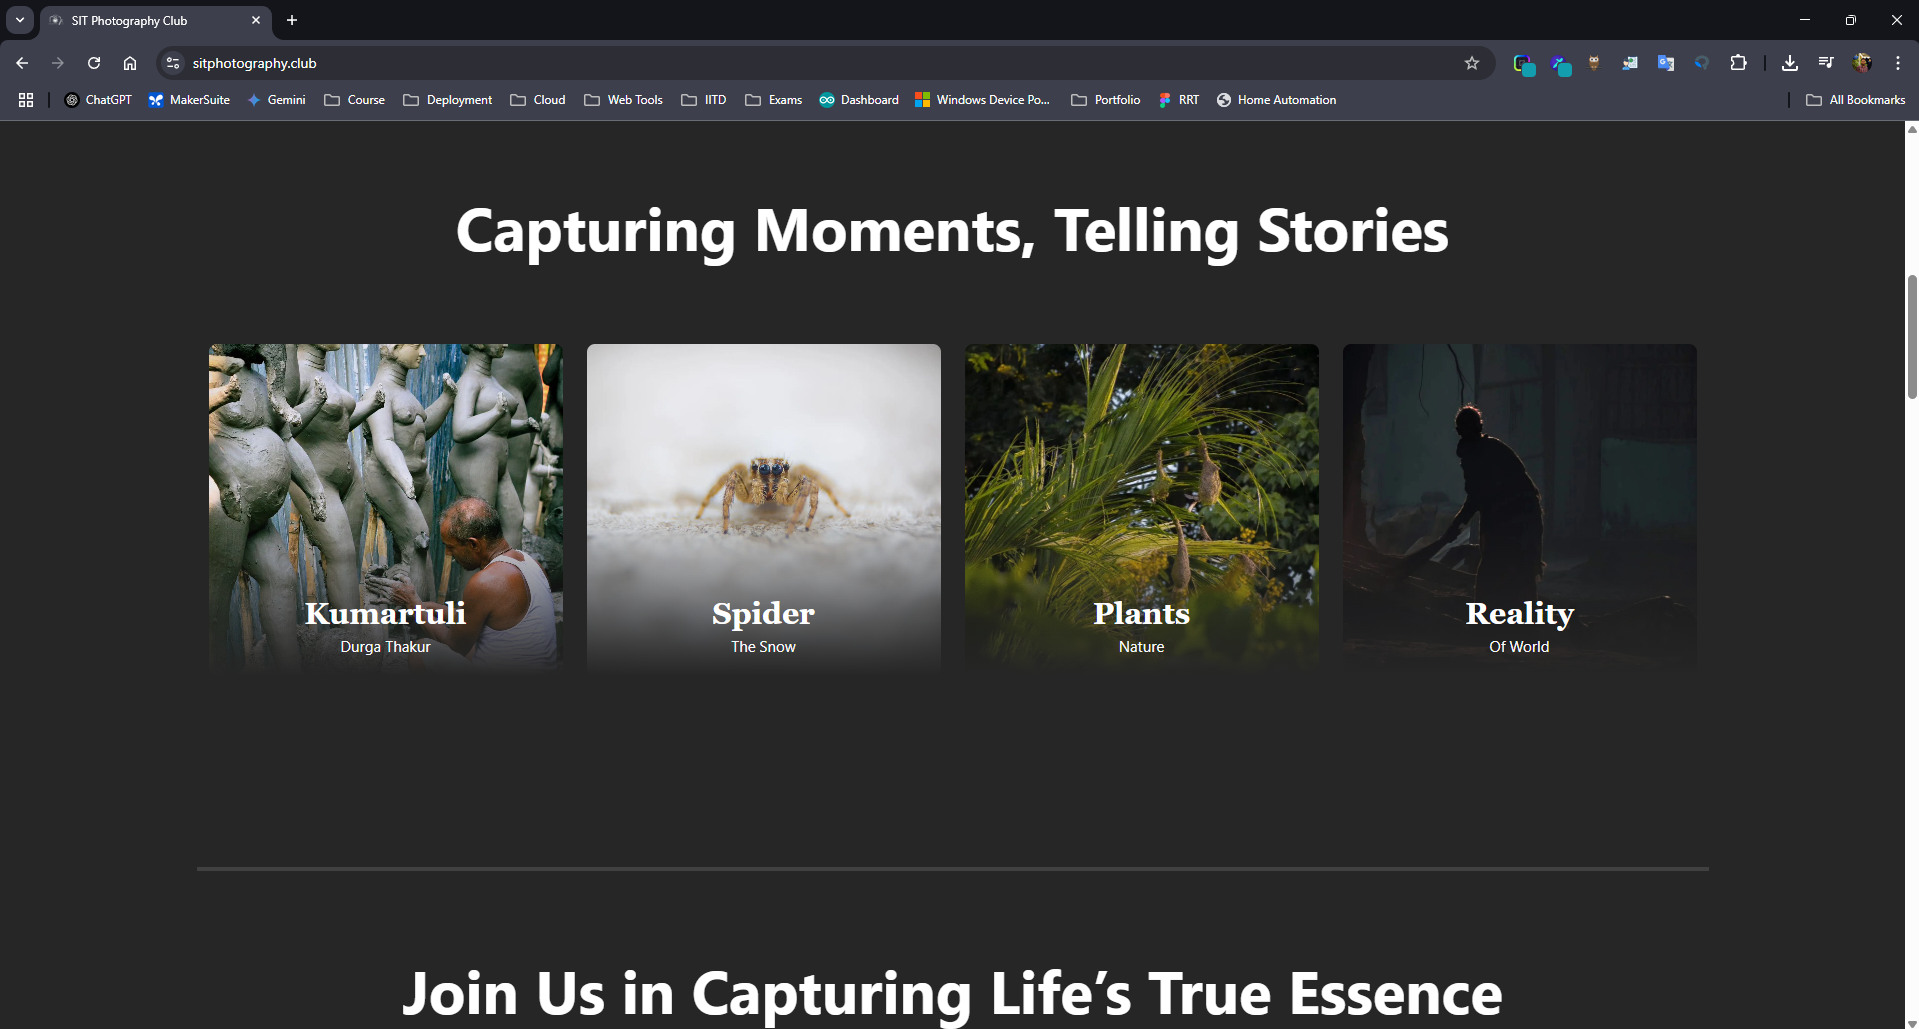 SIT Photography Club
sitphotography.club
ChatGPT
MakerSuite
Gemini
Course
Deployment
Cloud
Web Tools
IITD
Exams
Dashboard
Windows Device Po...
Portfolio
RRT
Home Automation
All Bookmarks
Capturing Moments, Telling Stories
Kumartuli
Durga Thakur
Spider
The Snow
Plants
Nature
Reality
Of World
Join Us in Capturing Life’s True Essence